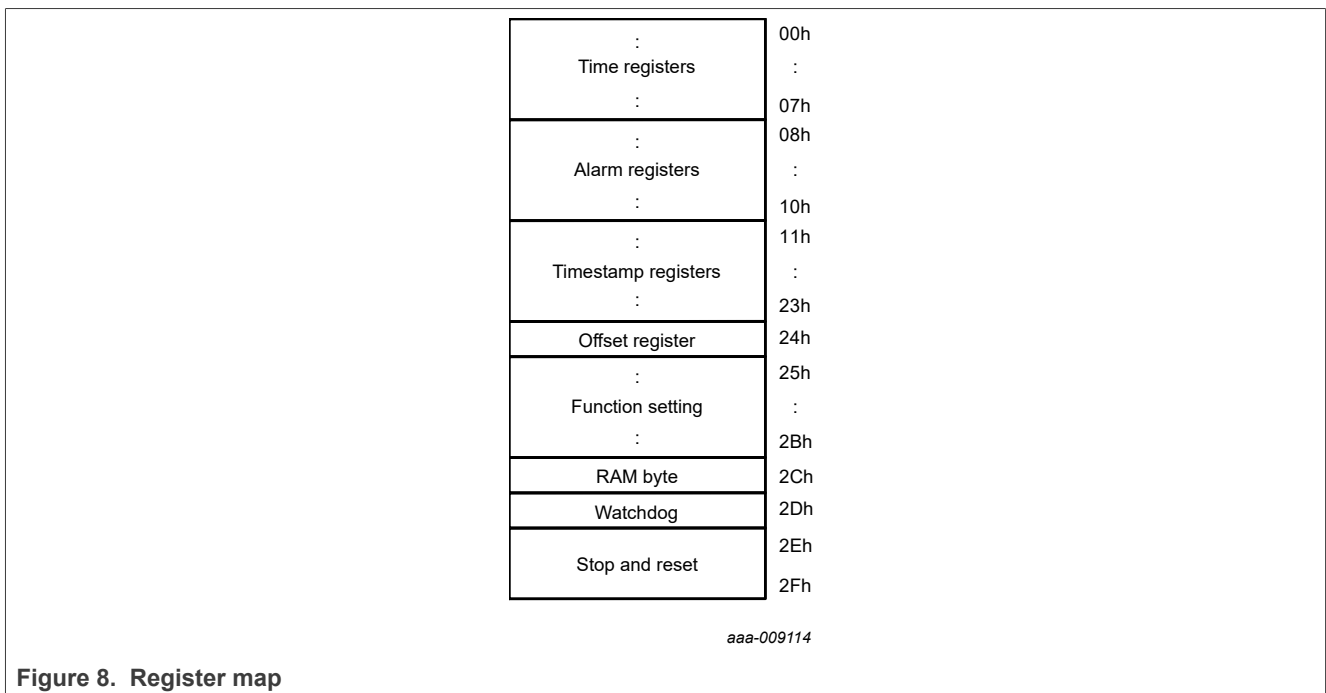 :
00h
Time registers
:
:
07h
:
08h
Alarm registers
:
:
10h
:
11h
Timestamp registers
:
:
23h
Offset register
24h
:
25h
Function setting
:
:
2Bh
RAM byte
2Ch
Watchdog
2Dh
Stop and reset
2Eh
2Fh
aaa-009114
Figure 8. Register map